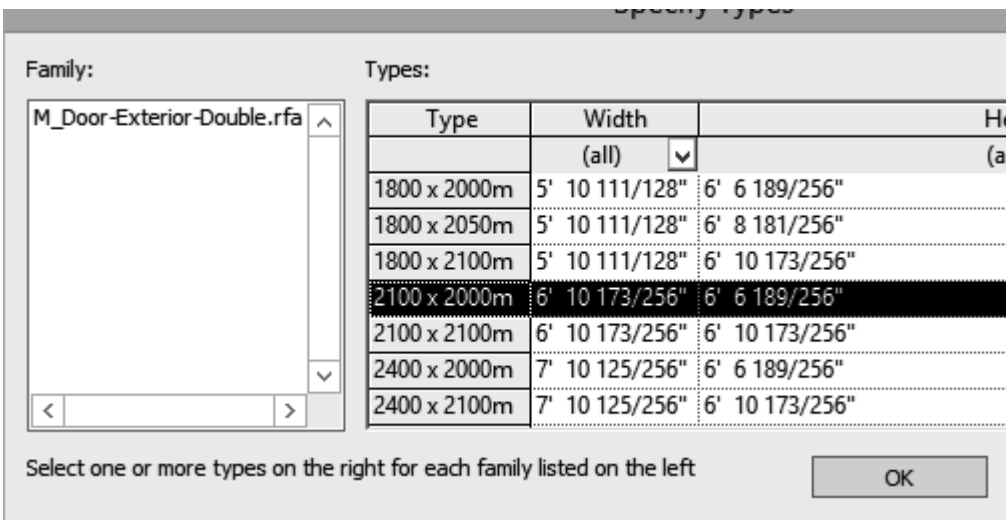 Specify Types
Family:
Types:
M_Door-Exterior-Double.rfa
Type Width
(all)
1800 x 2000m 5' 10 111/128" 6' 6 189/256"
1800 x 2050m 5' 10 111/128" 6' 8 181/256"
1800 x 2100m 5' 10 111/128" 6' 10 173/256"
2100 x 2000m 6' 10 173/256" 6' 6 189/256"
2100 x 2100m 6' 10 173/256" 6' 10 173/256"
2400 x 2000m 7' 10 125/256" 6' 6 189/256"
2400 x 2100m 7' 10 125/256" 6' 10 173/256"
Select one or more types on the right for each family listed on the left
OK